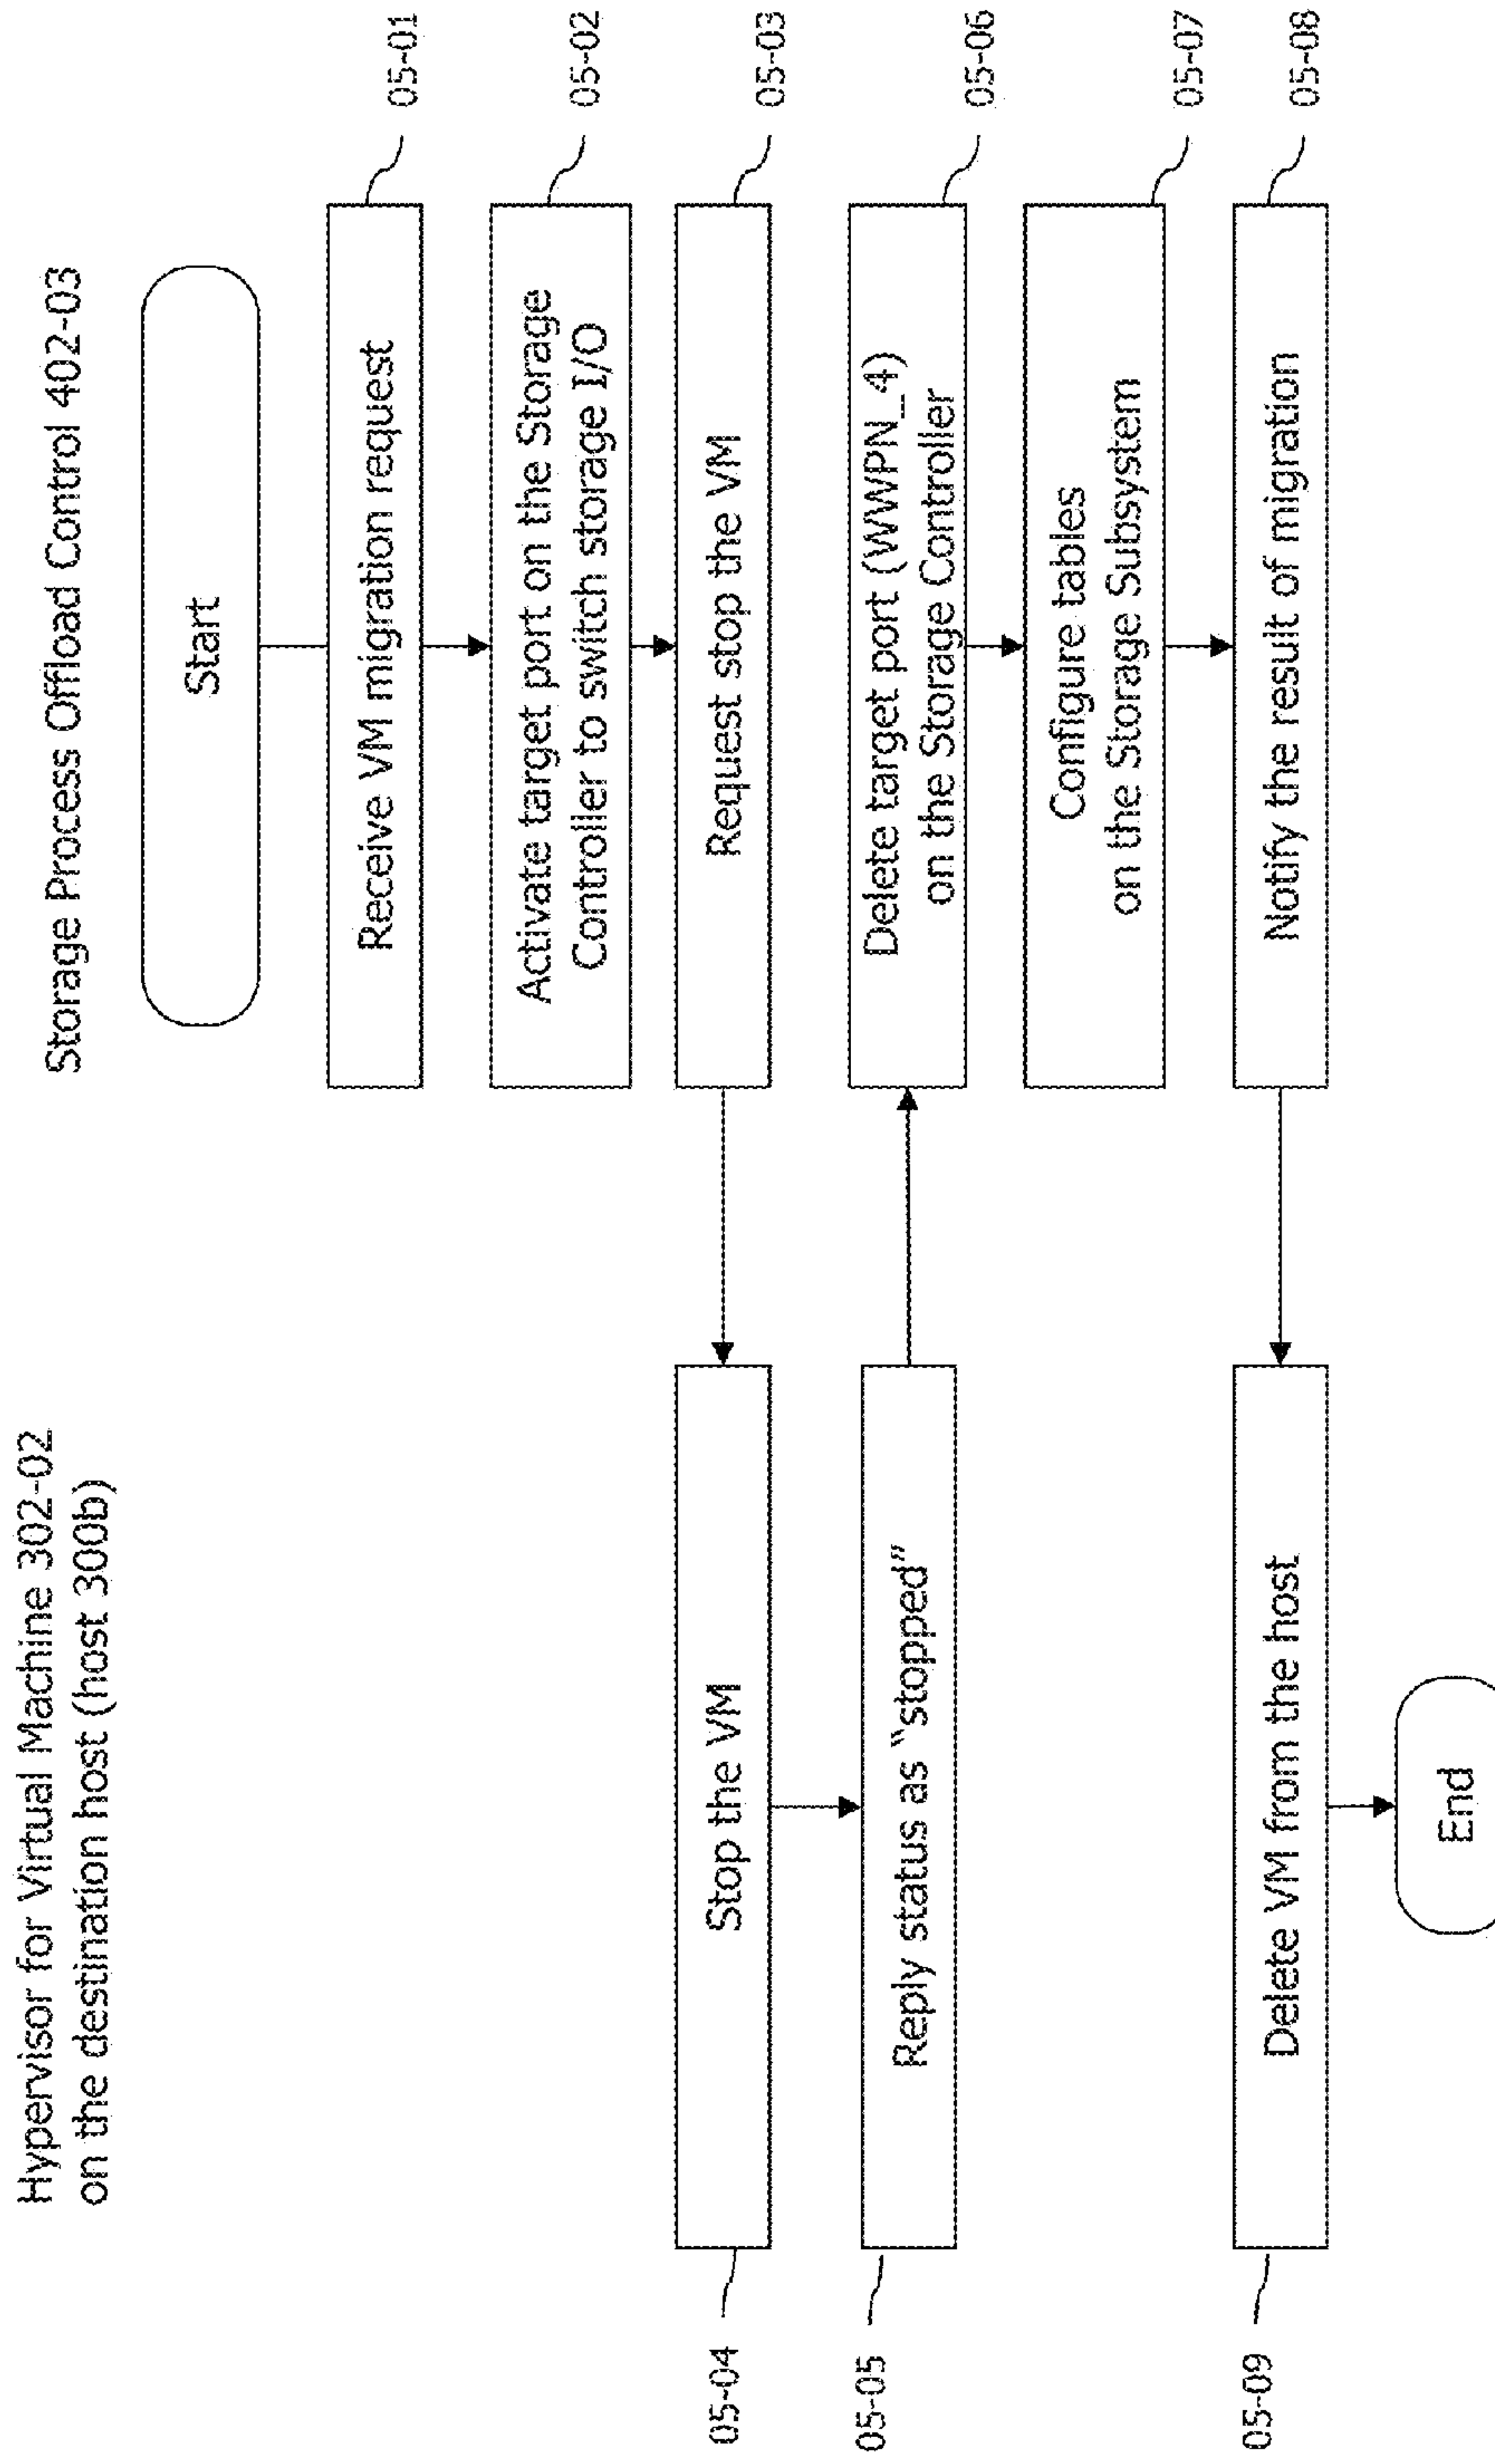 Hypervisor for Virtual Machine 302-02
on the destination host (host 300b)
Storage Process Offload Control 402-03
Start
Receive VM migration request
05-01
Activate target port on the Storage
Controller to switch storage I/O
05-02
Request stop the VM
05-03
05-04
Stop the VM
05-05
Reply status as “stopped”
Delete target port (WWPN_4)
on the Storage Controller
05-06
Configure tables
on the Storage Subsystem
05-07
Notify the result of migration
05-08
05-09
Delete VM from the host
End